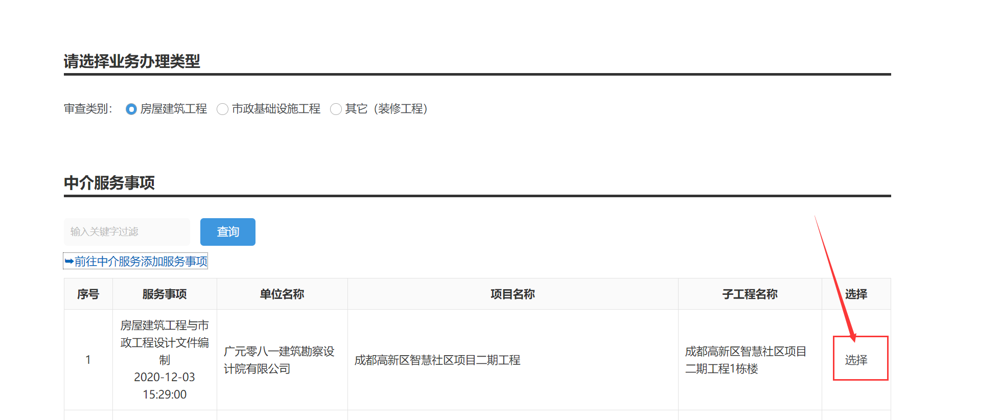 请选择业务办理类型
审查类别： 房屋建筑工程 市政基础设施工程 其它（装修工程）
中介服务事项
输入关键字过滤 查询
➥前往中介服务添加服务事项
序号 服务事项 单位名称 项目名称 子工程名称 选择
房屋建筑工程与市
政工程设计文件编
制
2020-12-03
15:29:00
1
广元零八一建筑勘察设
计院有限公司
成都高新区智慧社区项目二期工程
成都高新区智慧社区项目
二期工程1栋楼
选择